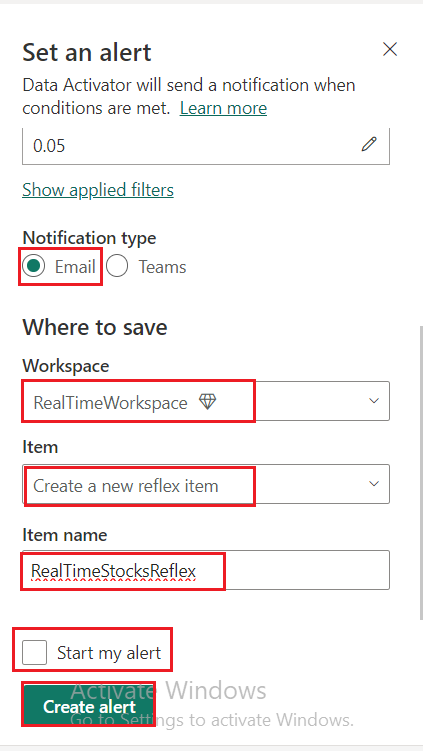 Set an alert
Data Activator will send a notification when
conditions are met. Learn more
0.05
Show applied filters
Notification type
Email
Teams
Where to save
Workspace
RealTimeWorkspace
Item
Create a new reflex item
Item name
RealTimeStocksReflex
Start my alert
Activate Windows
Create alert
Go to Settings to activate Windows.